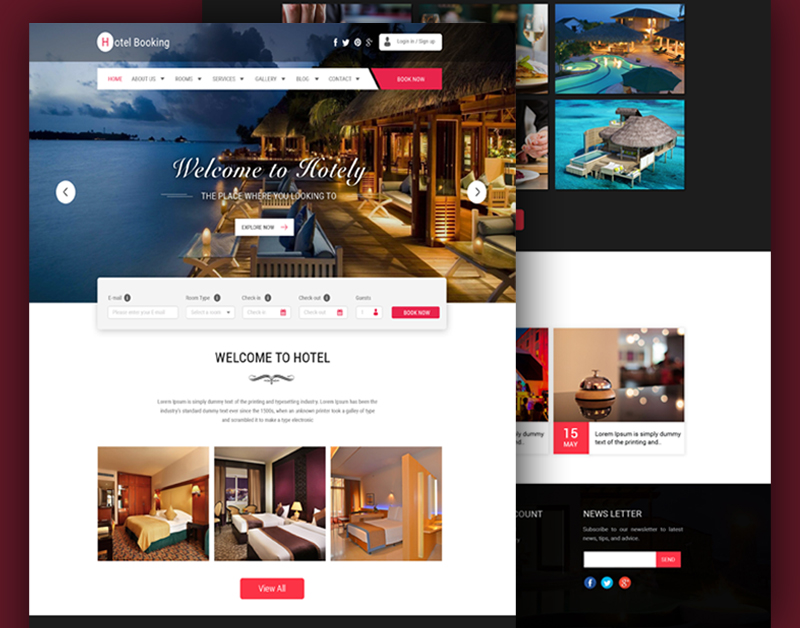 Hotel Booking
Login in / Sign up
HOME ABOUT US ROOMS SERVICES GALLERY BLOG CONTACT BOOK NOW
Welcome to Hotely
THE PLACE WHERE YOU LOOKING TO
EXPLORE NOW
E-mail Room Type Check in Check out Guests
Please enter your E-mail Select a room Check in Check out 1 BOOK NOW
WELCOME TO HOTEL
Lorem Ipsum is simply dummy text of the printing and typesetting industry. Lorem Ipsum has been the
industry's standard dummy text ever since the 1500s, when an unknown printer took a galley of type
and scrambled it to make a type electronic
View All
dummy
15
MAY
Lorem Ipsum is simply dummy
text of the printing and..
COUNT
NEWS LETTER
Subscribe to our newsletter to latest
news, tips, and advice.
SEND